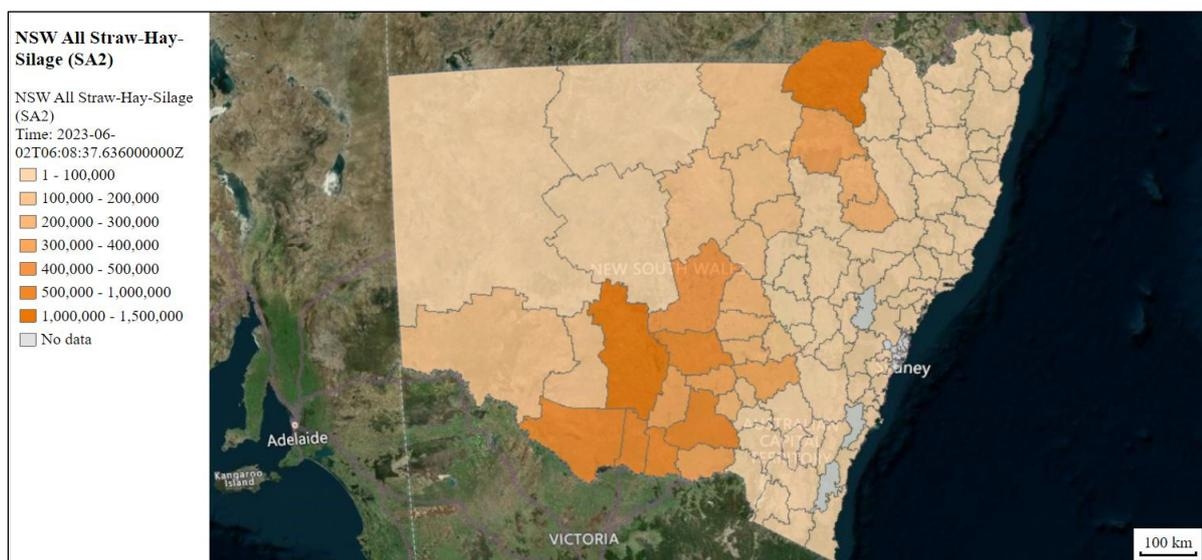 NSW All Straw-Hay-
Silage (SA2)
NSW All Straw-Hay-Silage
(SA2)
Time: 2023-06-
02T06:08:37.636000000Z
1 - 100,000
100,000 - 200,000
200,000 - 300,000
300,000 - 400,000
400,000 - 500,000
500,000 - 1,000,000
1,000,000 - 1,500,000
No data
NEW SOUTH WALES
Sydney
AUSTRALIAN
CAPITAL
TERRITORY
Adelaide
Kangaroo
Island
VICTORIA
100 km